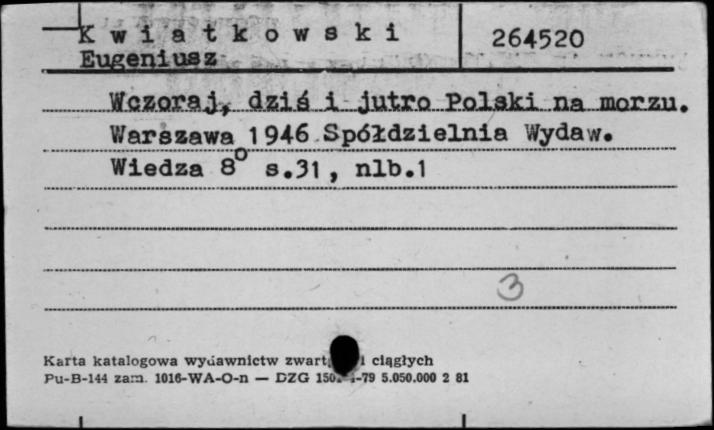 Kwiatkowski 264520
Eugeniusz
Wczoraj, dziś i jutro Polski na morzu.
Warszawa 1946 Spółdzielnia Wydaw.
Wiedza 8° s.31, nlb.1
3
Karta katalogowa wydawnictw ciągłych
Pu-B-144 zam. 1016-WA-O-n — DZG -79 5.050.000 2 81